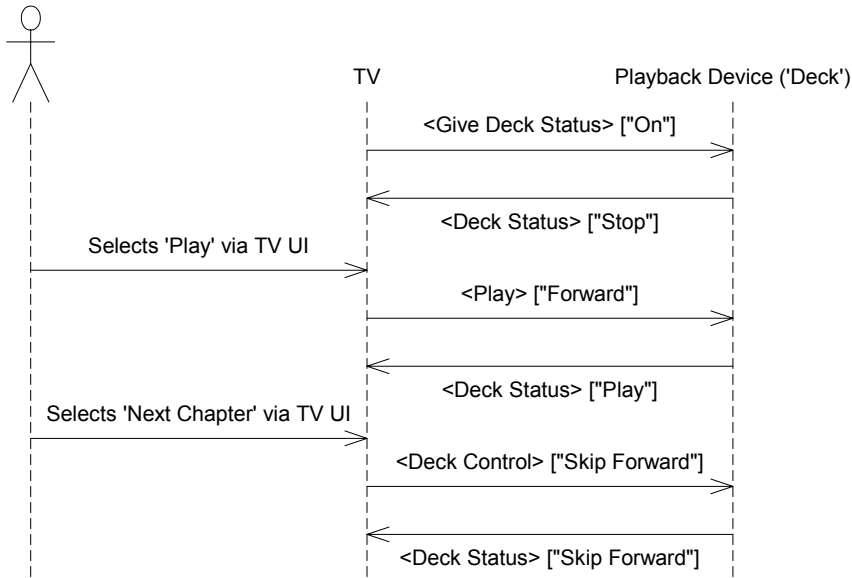 TV
Playback Device ('Deck')
<Give Deck Status> ["On"]
<Deck Status> ["Stop"]
Selects 'Play' via TV UI
<Play> ["Forward"]
<Deck Status> ["Play"]
Selects 'Next Chapter' via TV UI
<Deck Control> ["Skip Forward"]
<Deck Status> ["Skip Forward"]